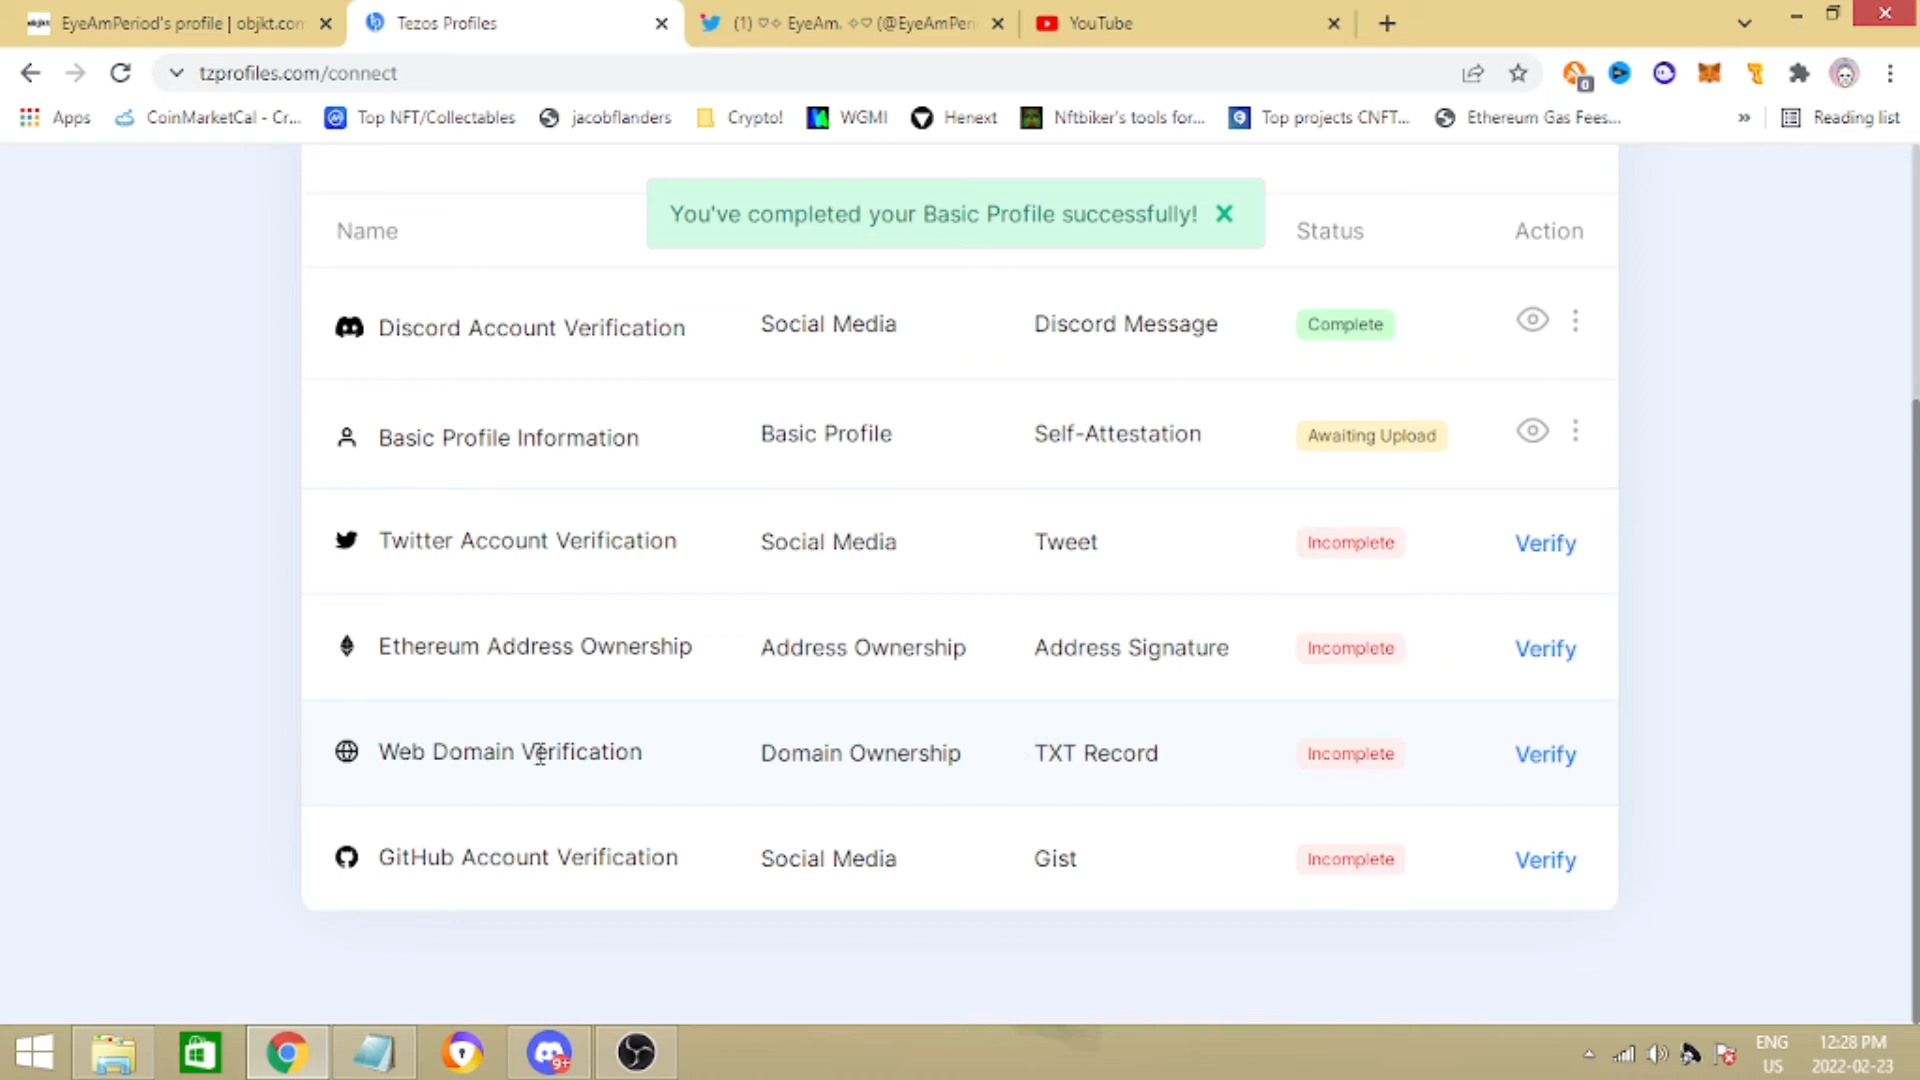 EyeAmPeriod's profile | objkt.com
Tezos Profiles
(1) ♡✧ EyeAm. ✧♡ (@EyeAmPeri
YouTube
tzprofiles.com/connect
0
Apps
CoinMarketCal - Cr...
Top NFT/Collectables
jacobflanders
Crypto!
WGMI
Henext
Nftbiker's tools for...
Top projects CNFT...
Ethereum Gas Fees...
»
Reading list
You've completed your Basic Profile successfully!
Name
Status
Action
Discord Account Verification
Social Media
Discord Message
Complete
Basic Profile Information
Basic Profile
Self-Attestation
Awaiting Upload
Twitter Account Verification
Social Media
Tweet
Incomplete
Verify
Ethereum Address Ownership
Address Ownership
Address Signature
Incomplete
Verify
Web Domain Verification
Domain Ownership
TXT Record
Incomplete
Verify
GitHub Account Verification
Social Media
Gist
Incomplete
Verify
9+
ENG
US
12:28 PM
2022-02-23